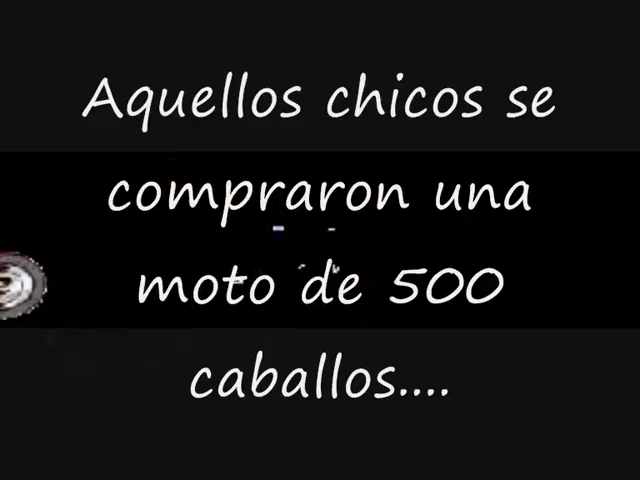 Aquellos chicos se
compraron una
moto de 500
caballos....